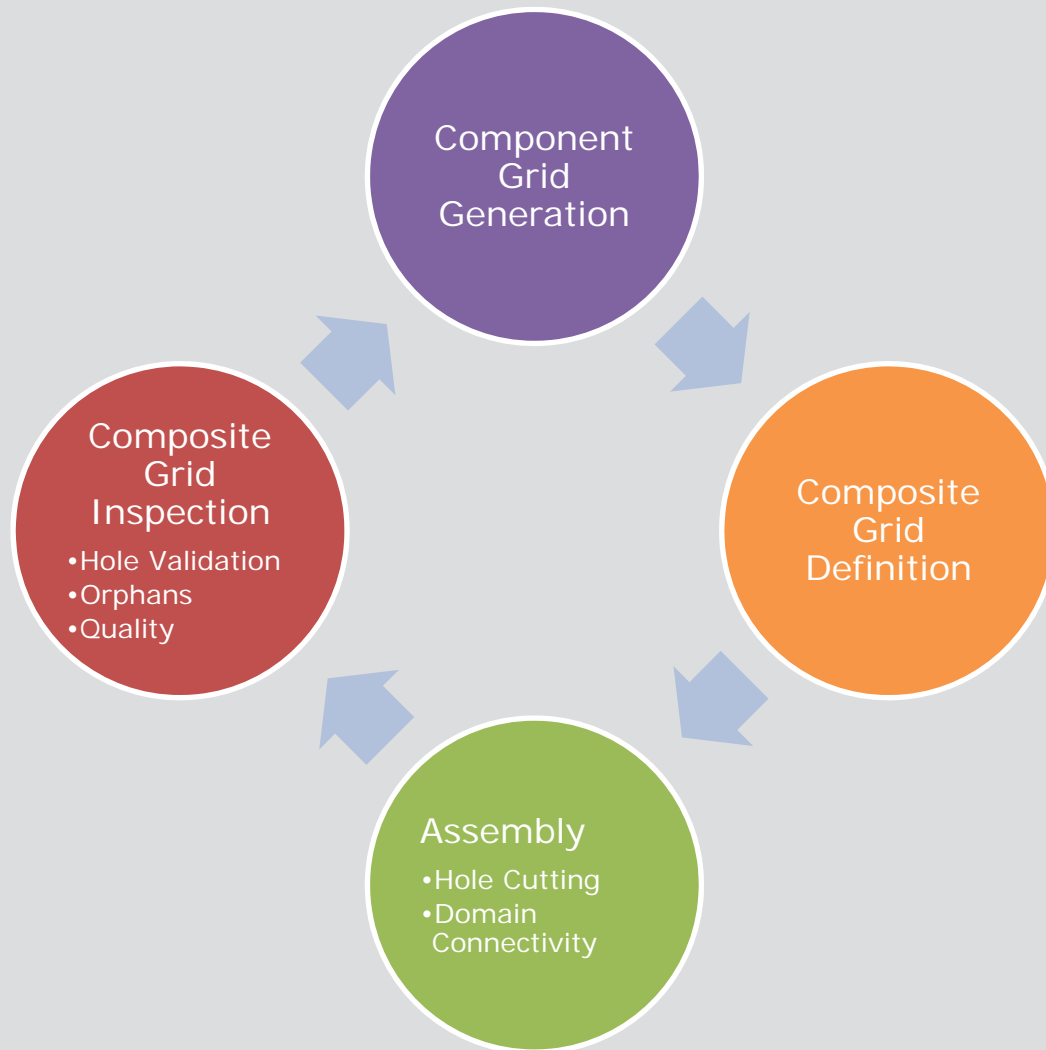 Component
Grid
Generation
Composite
Grid
Definition
Assembly
•Hole Cutting
•Domain
Connectivity
Composite
Grid
Inspection
•Hole Validation
•Orphans
•Quality